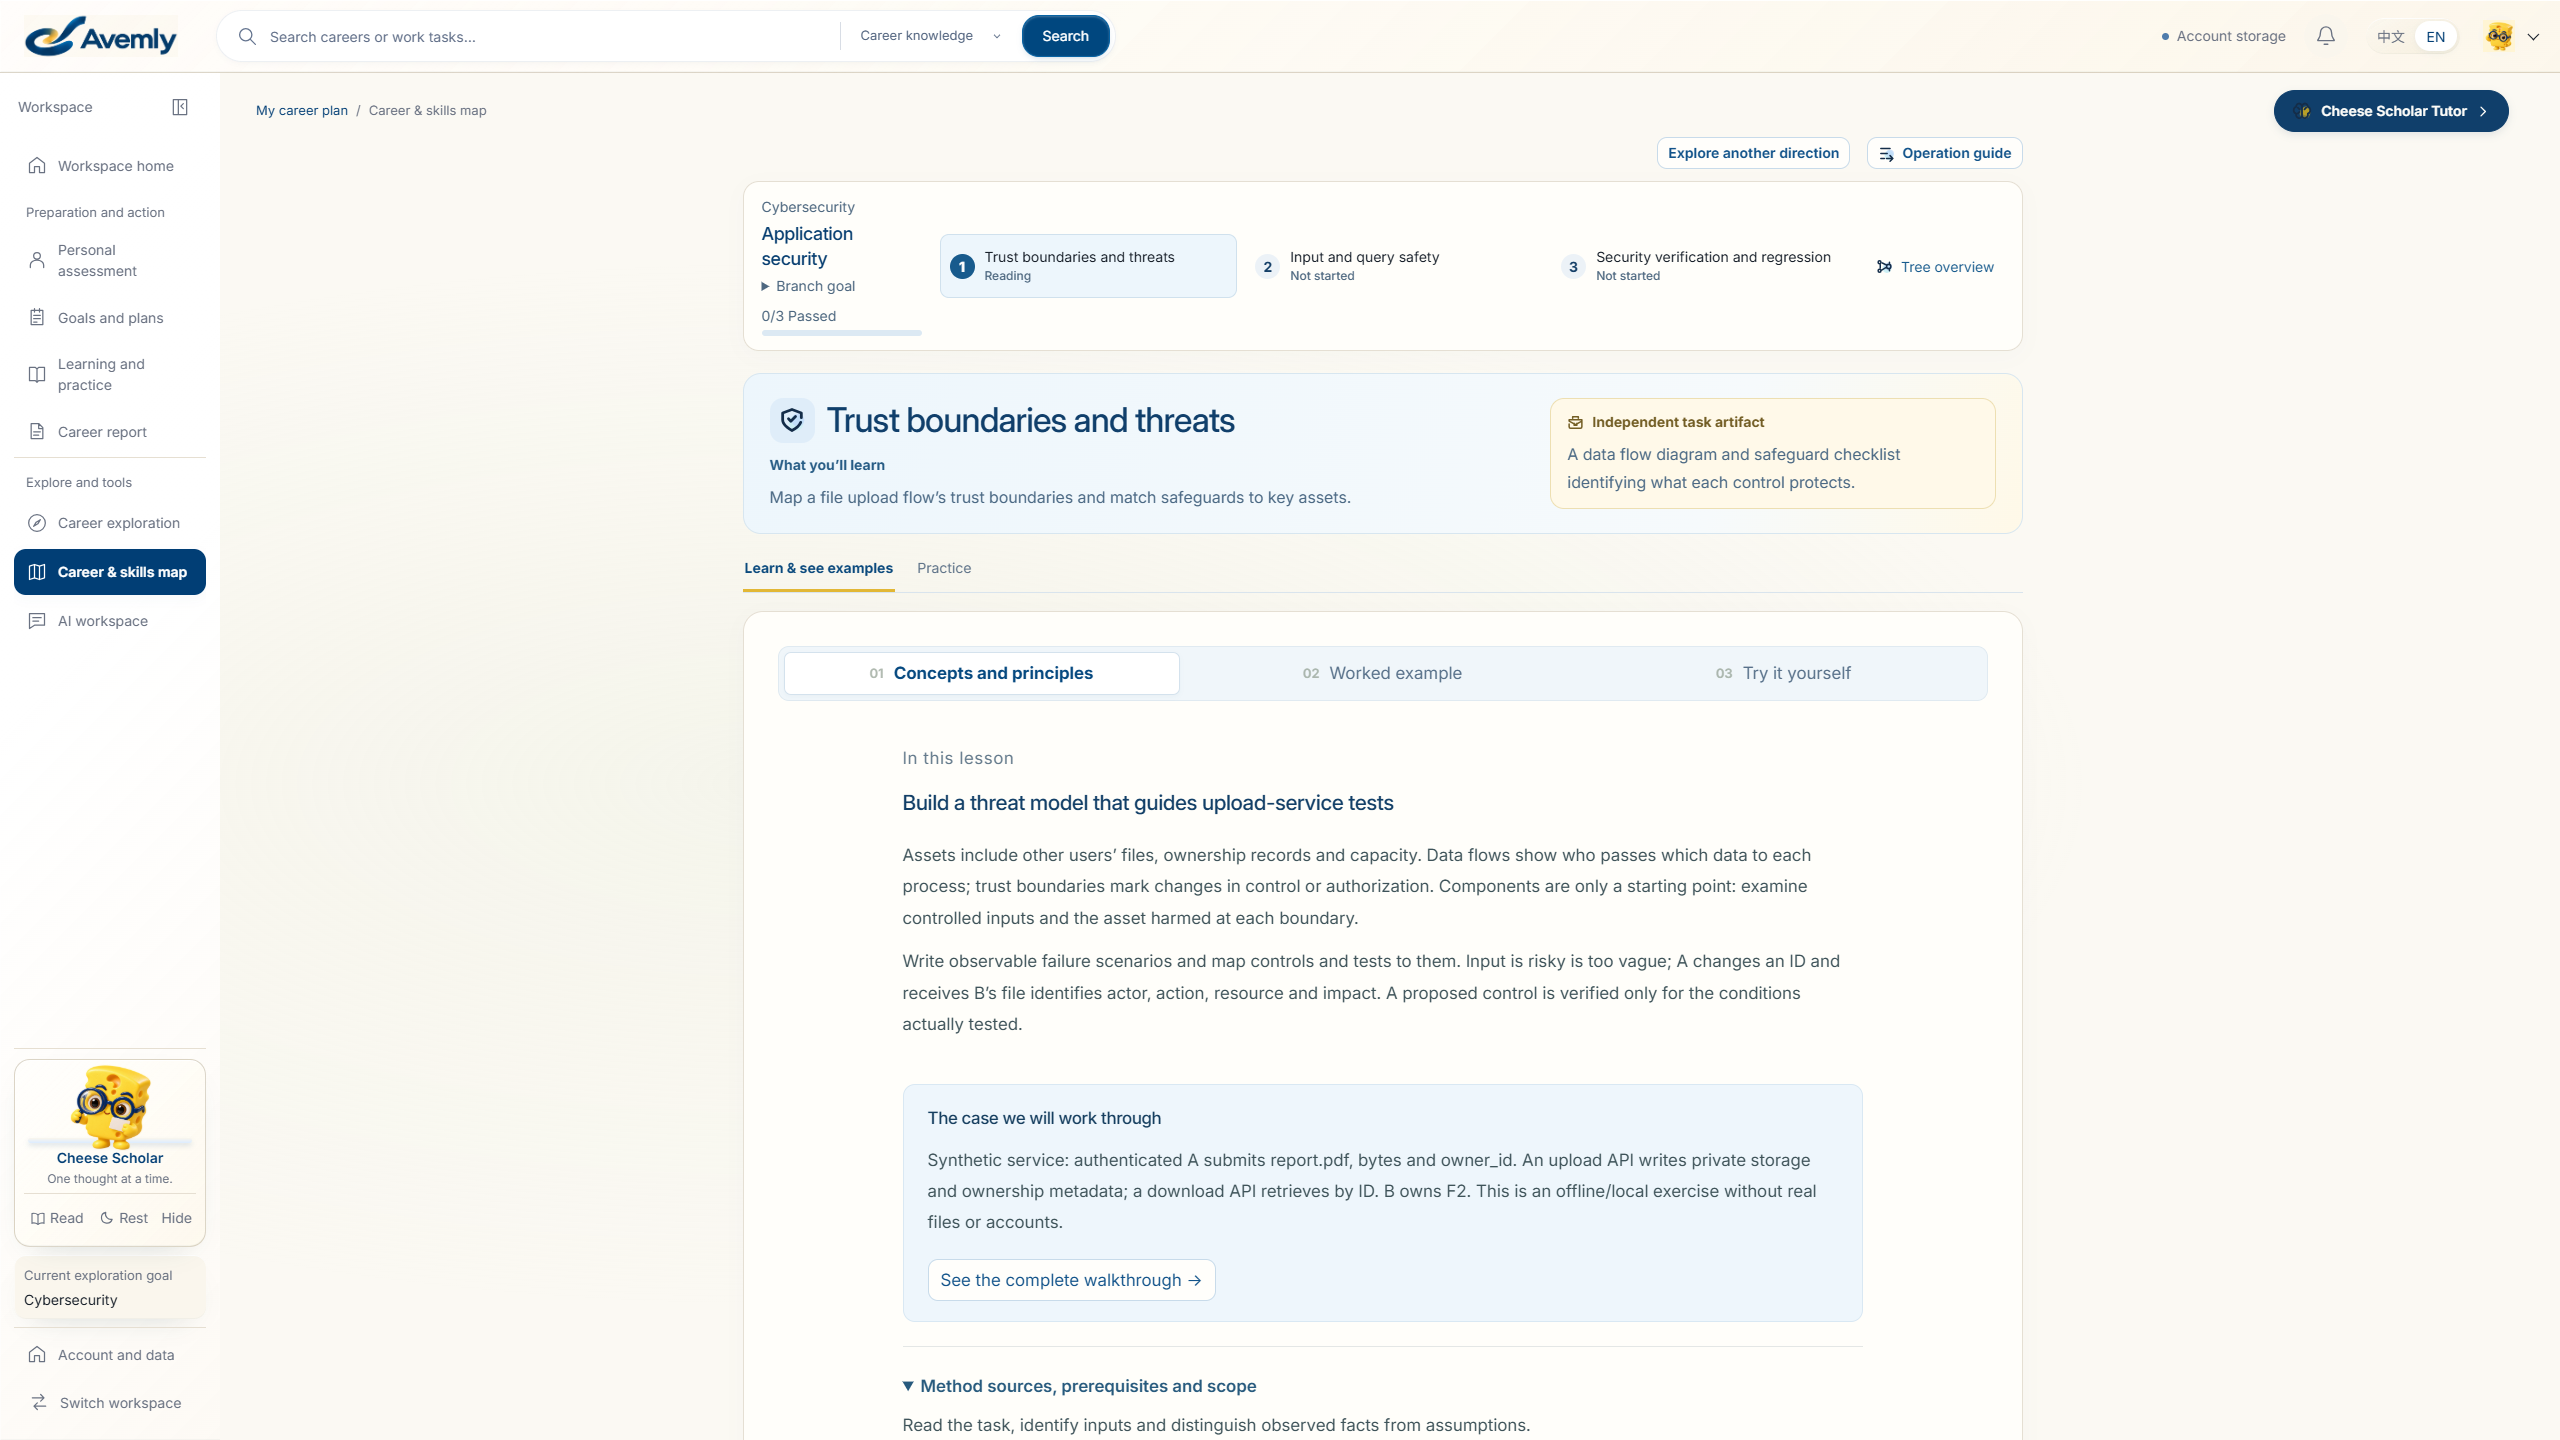 Avemly
Search careers or work tasks...
Career knowledge
Search
Account storage
中文
EN
Workspace
Workspace home
Preparation and action
Personal
assessment
Goals and plans
Learning and
practice
Career report
Explore and tools
Career exploration
Career & skills map
AI workspace
Cheese Scholar
One thought at a time.
Read
Rest
Hide
Current exploration goal
Cybersecurity
Account and data
Switch workspace
My career plan / Career & skills map
Cheese Scholar Tutor
Explore another direction
Operation guide
Cybersecurity
Application
security
Branch goal
0/3 Passed
1
Trust boundaries and threats
Reading
2
Input and query safety
Not started
3
Security verification and regression
Not started
Tree overview
Trust boundaries and threats
What you’ll learn
Map a file upload flow’s trust boundaries and match safeguards to key assets.
Independent task artifact
A data flow diagram and safeguard checklist
identifying what each control protects.
Learn & see examples
Practice
01 Concepts and principles
02 Worked example
03 Try it yourself
In this lesson
Build a threat model that guides upload-service tests
Assets include other users’ files, ownership records and capacity. Data flows show who passes which data to each
process; trust boundaries mark changes in control or authorization. Components are only a starting point: examine
controlled inputs and the asset harmed at each boundary.
Write observable failure scenarios and map controls and tests to them. Input is risky is too vague; A changes an ID and
receives B’s file identifies actor, action, resource and impact. A proposed control is verified only for the conditions
actually tested.
The case we will work through
Synthetic service: authenticated A submits report.pdf, bytes and owner_id. An upload API writes private storage
and ownership metadata; a download API retrieves by ID. B owns F2. This is an offline/local exercise without real
files or accounts.
See the complete walkthrough →
Method sources, prerequisites and scope
Read the task, identify inputs and distinguish observed facts from assumptions.